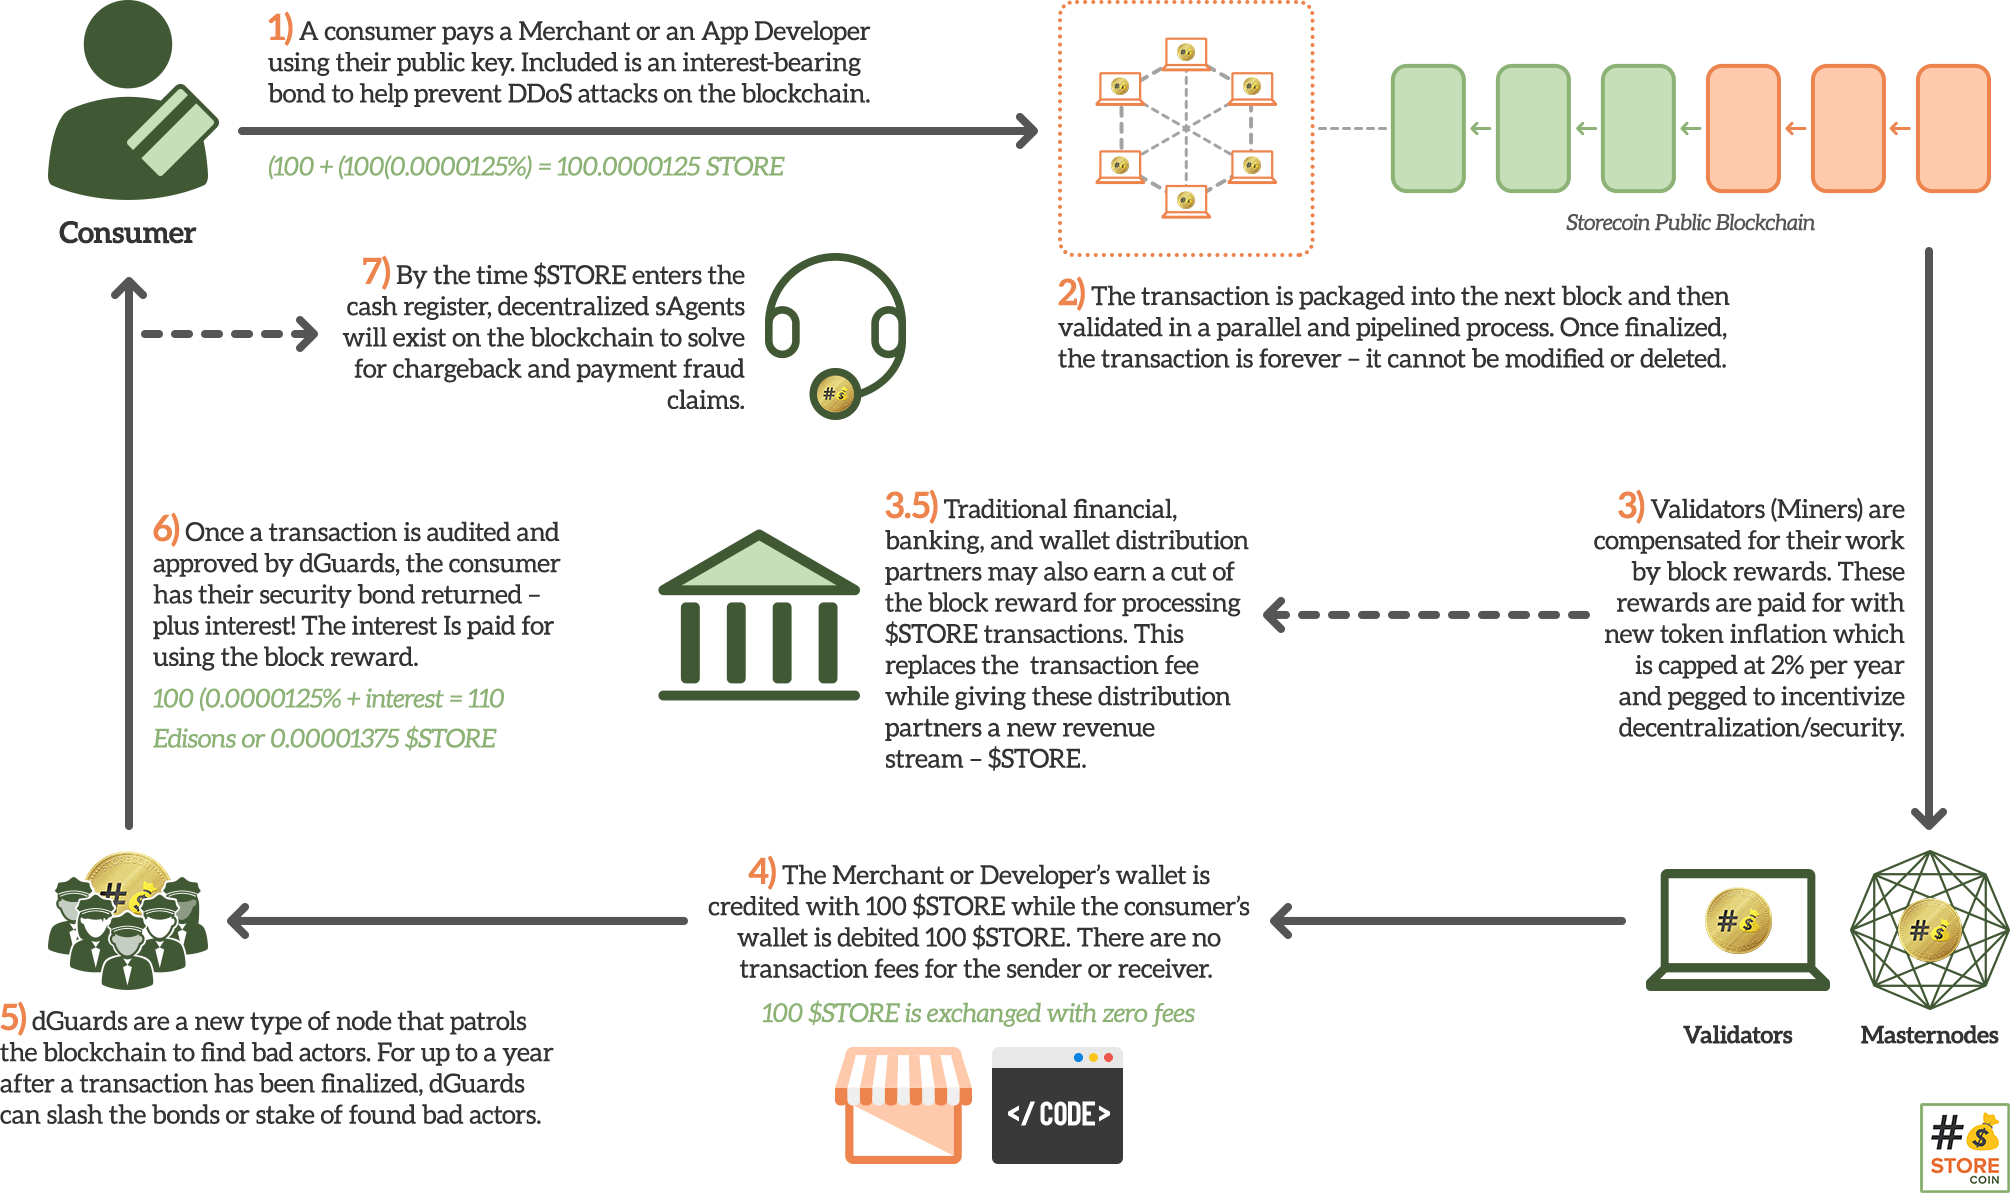 1) A consumer pays a Merchant or an App Developer
using their public key. Included is an interest-bearing
bond to help prevent DDoS attacks on the blockchain.
(100 + (100(0.0000125%) = 100.0000125 STORE
Consumer
Storecoin Public Blockchain
2) The transaction is packaged into the next block and then
validated in a parallel and pipelined process. Once finalized,
the transaction is forever – it cannot be modified or deleted.
3) Validators (Miners) are
compensated for their work
by block rewards. These
rewards are paid for with
new token inflation which
is capped at 2% per year
and pegged to incentivize
decentralization/security.
3.5) Traditional financial,
banking, and wallet distribution
partners may also earn a cut of
the block reward for processing
$STORE transactions. This
replaces the transaction fee
while giving these distribution
partners a new revenue
stream – $STORE.
Validators
Masternodes
4) The Merchant or Developer’s wallet is
credited with 100 $STORE while the consumer’s
wallet is debited 100 $STORE. There are no
transaction fees for the sender or receiver.
100 $STORE is exchanged with zero fees
</ CODE>
5) dGuards are a new type of node that patrols
the blockchain to find bad actors. For up to a year
after a transaction has been finalized, dGuards
can slash the bonds or stake of found bad actors.
6) Once a transaction is audited and
approved by dGuards, the consumer
has their security bond returned –
plus interest! The interest Is paid for
using the block reward.
100 (0.0000125% + interest = 110
Edisons or 0.00001375 $STORE
7) By the time $STORE enters the
cash register, decentralized sAgents
will exist on the blockchain to solve
for chargeback and payment fraud
claims.
STORECOIN
#$
#$
#$
#$
#$
STORE
COIN